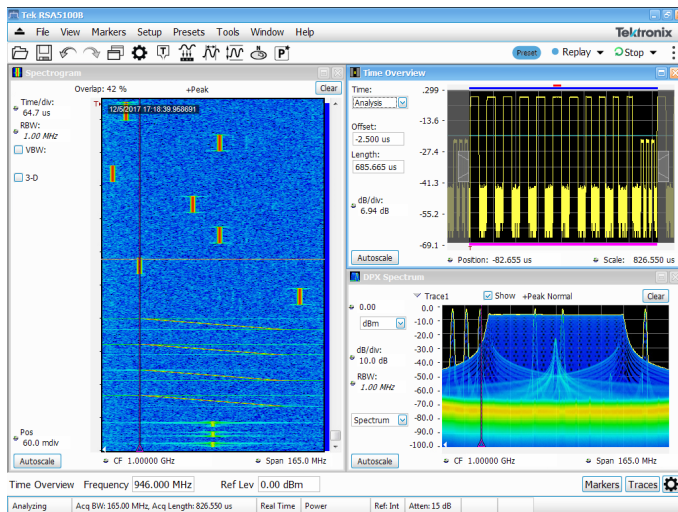 Tek RSA5100B
File View Markers Setup Presets Tools Window Help
Tektronix
Preset Replay Stop
Spectrogram
Overlap: 42 % +Peak Clear
Time/div:
64.7 us
RBW:
1.00 MHz
VBW:
3-D
12/6/2017 17:18:39.958691
Pos
60.0 mdiv
Autoscale CF 1.00000 GHz Span 165.0 MHz
Time Overview
Time:
Analysis
Offset:
-2.500 us
Length:
685.665 us
dB/div:
6.94 dB
Autoscale
.299
-13.6
-27.4
-41.3
-55.2
-69.1
Position: -82.655 us Scale: 826.550 us
DPX Spectrum
Trace1 Show +Peak Normal Clear
0.00
dBm
dB/div:
10.0 dB
RBW:
1.00 MHz
Spectrum
0.0
-10.0
-20.0
-30.0
-40.0
-50.0
-60.0
-70.0
-80.0
-90.0
-100.0
Autoscale CF 1.00000 GHz Span 165.0 MHz
Time Overview Frequency 946.000 MHz Ref Lev 0.00 dBm Markers Traces
Analyzing Acq BW: 165.00 MHz, Acq Length: 826.550 us Real Time Power Ref: Int Atten: 15 dB